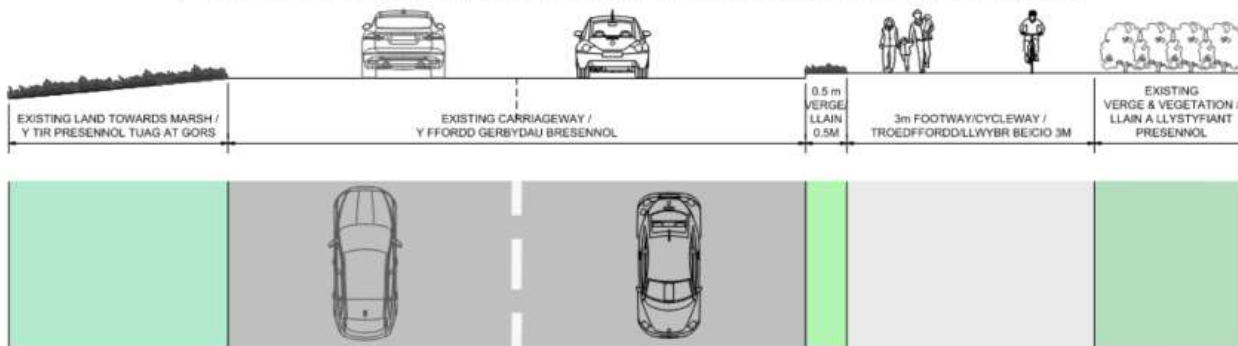 EXISTING LAND TOWARDS MARSH /
Y TIR PRESENNOL TUAG AT GORS
EXISTING CARRIAGEWAY /
Y FFORDD GERBYDAU BRESENNOL
0.5 m
VERGE/
LLAIN
0.5M
3m FOOTWAY/CYCLEWAY /
TROEDFFORDD/LLWYBR BEICIO 3M
EXISTING
VERGE & VEGETATION /
LLAIN A LLYSTYFIANT
PRESENNOL